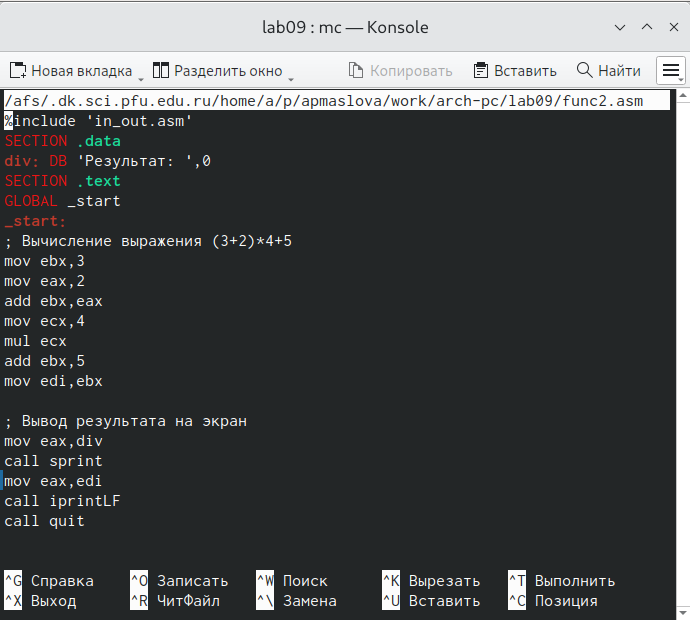 lab09 : mc — Konsole
Новая вкладка Разделить окно Копировать Вставить Найти
/afs/.dk.sci.pfu.edu.ru/home/a/p/apmaslova/work/arch-pc/lab09/func2.asm
%include 'in_out.asm'
SECTION .data
div: DB 'Результат: ',0
SECTION .text
GLOBAL _start
_start:
; Вычисление выражения (3+2)*4+5
mov ebx,3
mov eax,2
add ebx,eax
mov ecx,4
mul ecx
add ebx,5
mov edi,ebx
; Вывод результата на экран
mov eax,div
call sprint
mov eax,edi
call iprintLF
call quit
^G Справка ^O Записать ^W Поиск ^K Вырезать ^T Выполнить
^X Выход ^R ЧитФайл ^\ Замена ^U Вставить ^C Позиция